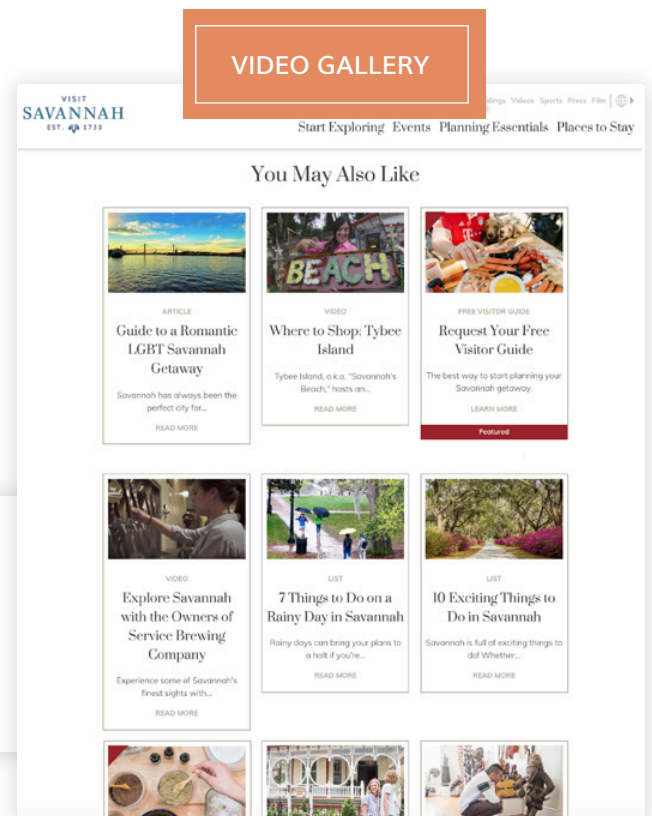 VIDEO GALLERY
VISIT
SAVANNAH
EST. 1733
Videos Sports Press Film
Start Exploring Events Planning Essentials Places to Stay
You May Also Like
ARTICLE
Guide to a Romantic
LGBT Savannah
Getaway
Savannah has always been the
perfect city for...
READ MORE
BEACH
VIDEO
Where to Shop: Tybee
Island
Tybee Island, a.k.a. "Savannah's
Beach," hosts an...
READ MORE
FREE VISITOR GUIDE
Request Your Free
Visitor Guide
The best way to start planning your
Savannah getaway.
LEARN MORE
Featured
VIDEO
Explore Savannah
with the Owners of
Service Brewing
Company
Experience some of Savannah's
finest sights with...
READ MORE
LIST
7 Things to Do on a
Rainy Day in Savannah
Rainy days can bring your plans to
a halt if you're...
READ MORE
LIST
10 Exciting Things to
Do in Savannah
Savannah is full of exciting things to
do! Whether...
READ MORE